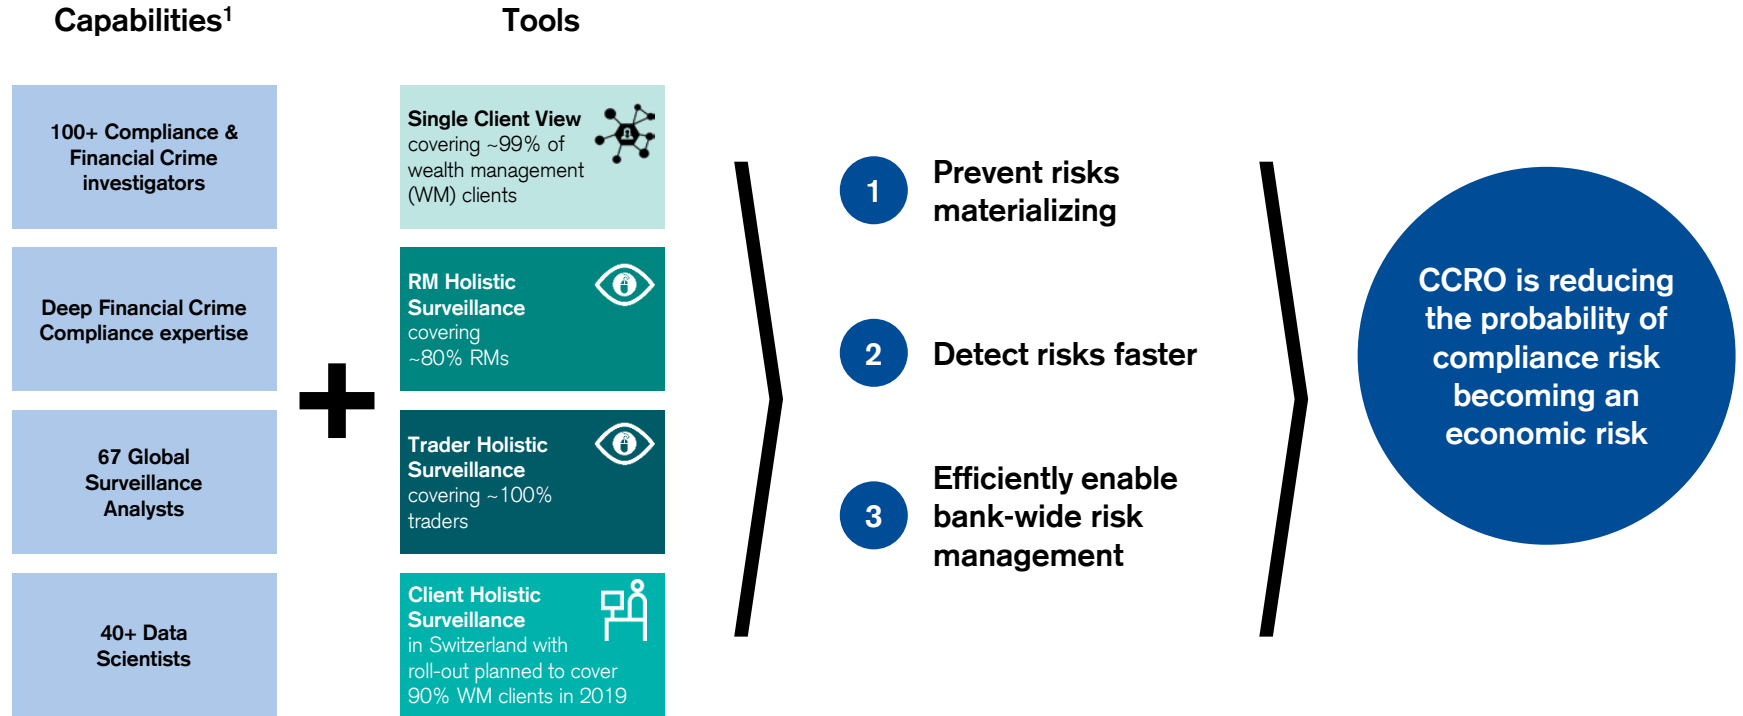 Capabilities1
Tools
100+ Compliance &
Financial Crime
investigators
Deep Financial Crime
Compliance expertise
67 Global
Surveillance
Analysts
40+ Data
Scientists
Single Client View
covering ~99% of
wealth management
(WM) clients
RM Holistic
Surveillance
covering
~80% RMs
Trader Holistic
Surveillance
covering ~100%
traders
Client Holistic
Surveillance
in Switzerland with
roll-out planned to cover
90% WM clients in 2019
1
Prevent risks
materializing
2
Detect risks faster
3
Efficiently enable
bank-wide risk
management
CCRO is reducing
the probability of
compliance risk
becoming an
economic risk